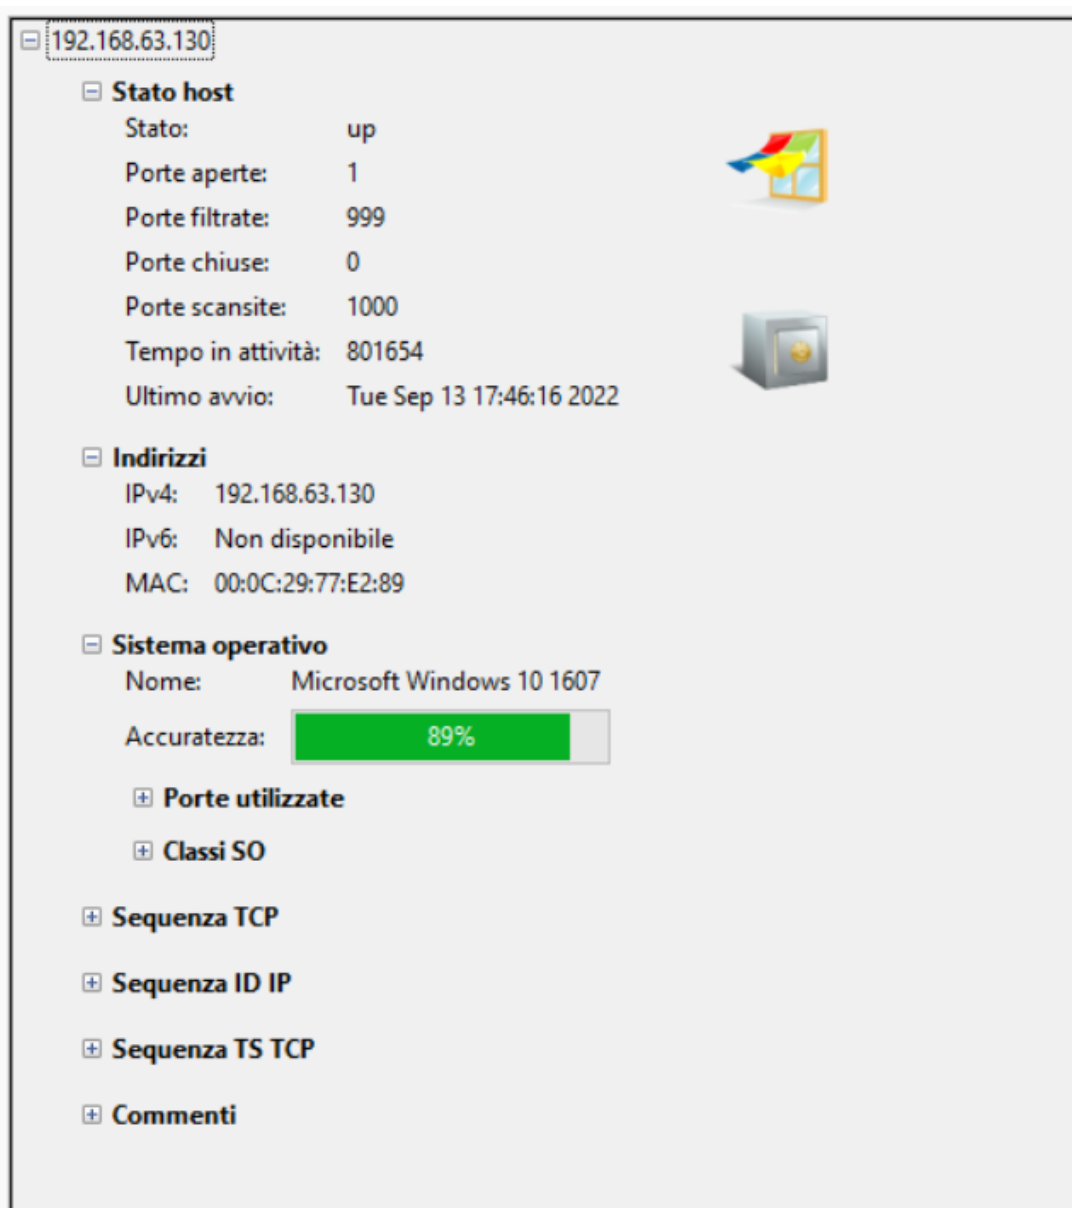 192.168.63.130
Stato host
Stato: up
Porte aperte: 1
Porte filtrate: 999
Porte chiuse: 0
Porte scansite: 1000
Tempo in attività: 801654
Ultimo avvio: Tue Sep 13 17:46:16 2022
Indirizzi
IPv4: 192.168.63.130
IPv6: Non disponibile
MAC: 00:0C:29:77:E2:89
Sistema operativo
Nome: Microsoft Windows 10 1607
Accuratezza: 89%
Porte utilizzate
Classi SO
Sequenza TCP
Sequenza ID IP
Sequenza TS TCP
Commenti